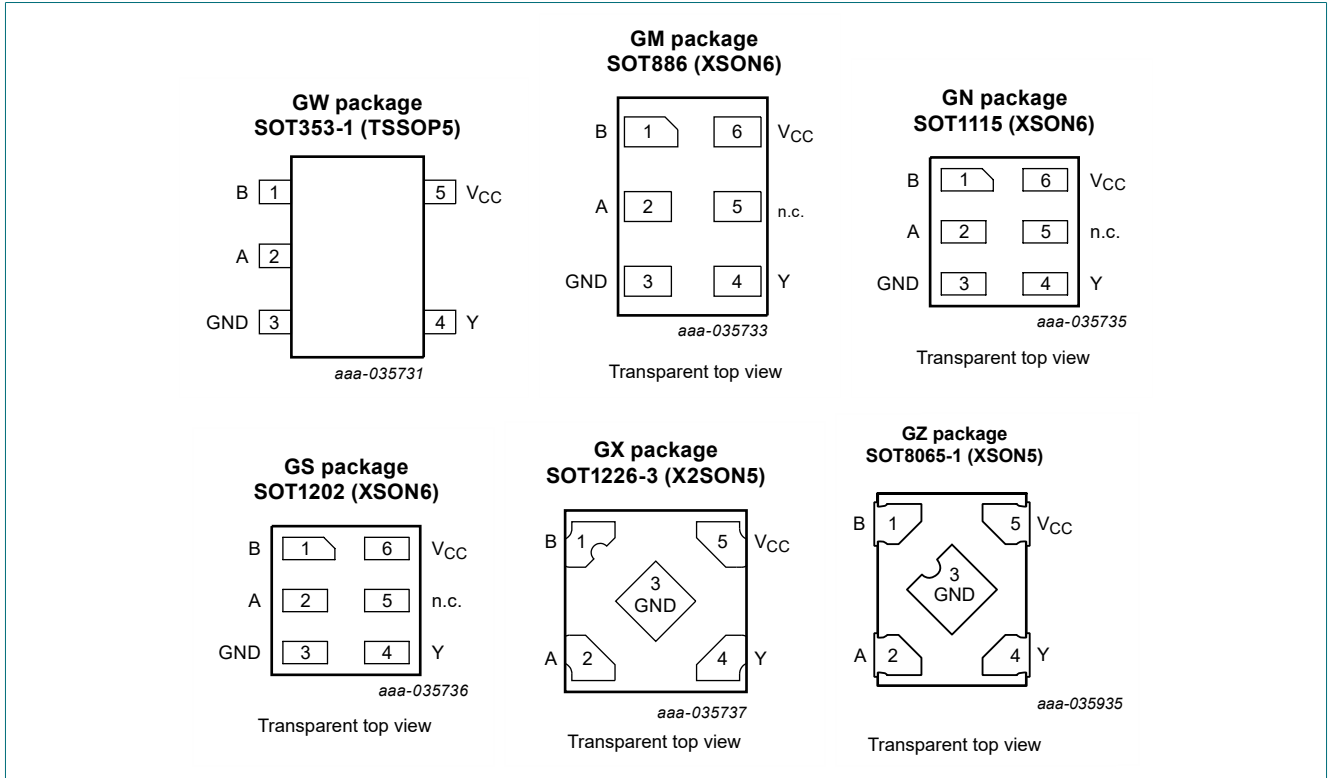 GW package
SOT353-1 (TSSOP5)
B 1
5 VCC
A 2
GND 3
4 Y
aaa-035731
GM package
SOT886 (XSON6)
B 1 6 VCC
A 2 5 n.c.
GND 3 4 Y
aaa-035733
Transparent top view
GN package
SOT1115 (XSON6)
B 1 6 VCC
A 2 5 n.c.
GND 3 4 Y
aaa-035735
Transparent top view
GS package
SOT1202 (XSON6)
B 1 6 VCC
A 2 5 n.c.
GND 3 4 Y
aaa-035736
Transparent top view
GX package
SOT1226-3 (X2SON5)
B 1 5 VCC
3
GND
A 2 4 Y
aaa-035737
Transparent top view
GZ package
SOT8065-1 (XSON5)
B 1 5 VCC
3
GND
A 2 4 Y
aaa-035935
Transparent top view